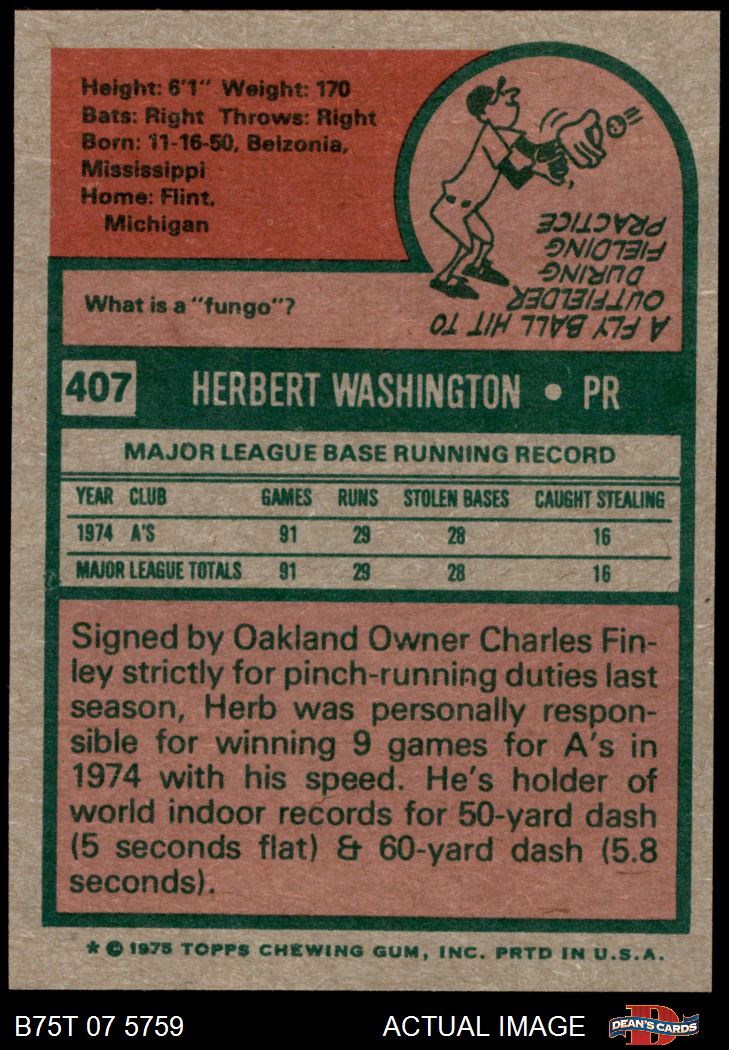 Height: 6'1" Weight: 170
Bats: Right Throws: Right
Born: 11-16-50, Belzonia,
Mississippi
Home: Flint,
Michigan
What is a "fungo"?
A FLY BALL HIT TO
OUTFIELDER
DURING
FIELDING
PRACTICE
407 HERBERT WASHINGTON • PR
MAJOR LEAGUE BASE RUNNING RECORD
YEAR CLUB GAMES RUNS STOLEN BASES CAUGHT STEALING
1974 A'S 91 29 28 16
MAJOR LEAGUE TOTALS 91 29 28 16
Signed by Oakland Owner Charles Fin-
ley strictly for pinch-running duties last
season, Herb was personally respon-
sible for winning 9 games for A's in
1974 with his speed. He's holder of
world indoor records for 50-yard dash
(5 seconds flat) & 60-yard dash (5.8
seconds).
* © 1975 TOPPS CHEWING GUM, INC. PRTD IN U.S.A.
B75T 07 5759 ACTUAL IMAGE DEAN'S CARDS